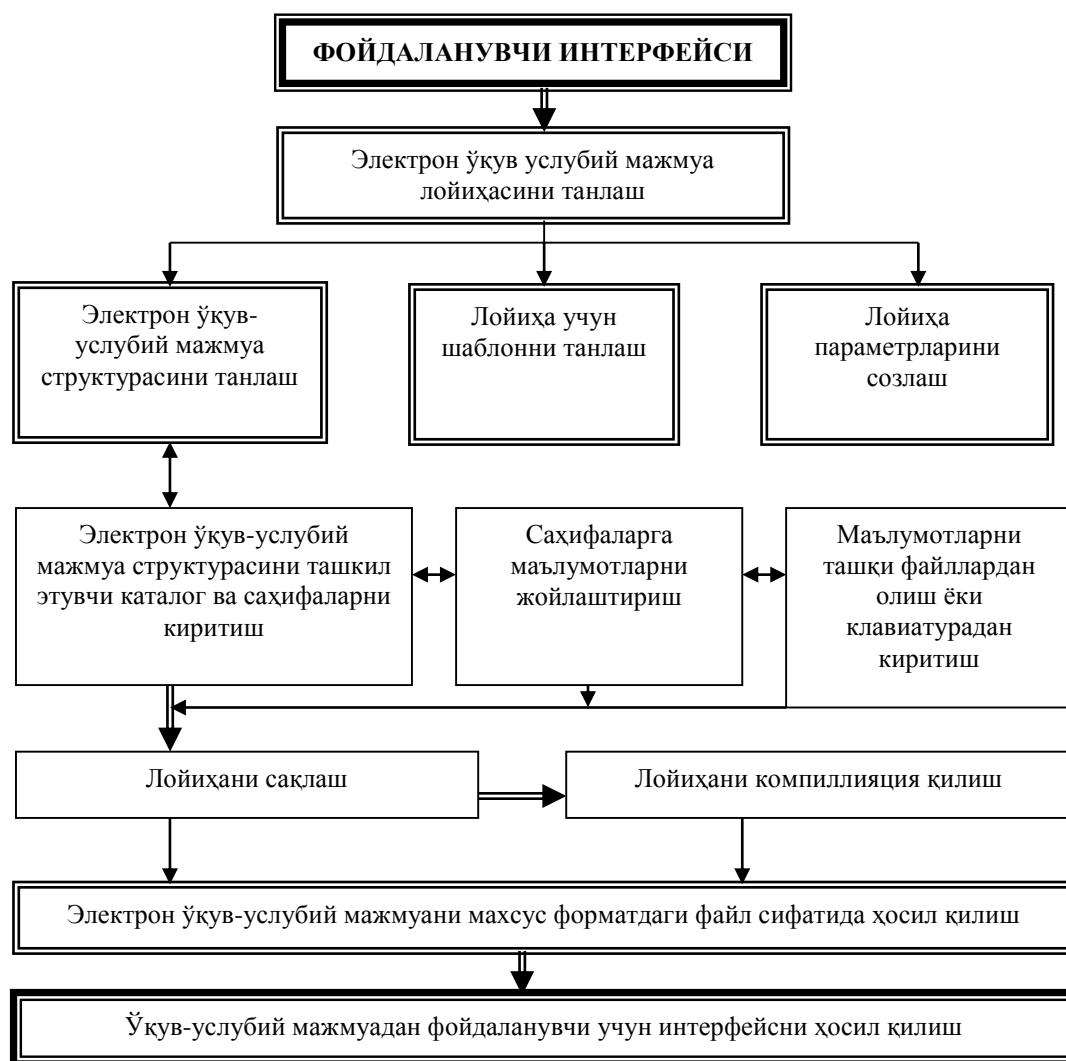 ФОЙДАЛАНУВЧИ ИНТЕРФЕЙСИ
Электрон ўқув услубий мажмуа
лойиҳасини танлаш
Электрон ўқув-
услубий мажмуа
структурасини танлаш
Лойиҳа учун
шаблонни танлаш
Лойиҳа
параметрларини
созлаш
Электрон ўқув-услубий
мажмуа структурасини ташкил
этувчи каталог ва саҳифаларни
киритиш
Саҳифаларга
маълумотларни
жойлаштириш
Маълумотларни
ташқи файллардан
олиш ёки
клавиатурадан
киритиш
Лойиҳани сақлаш
Лойиҳани компиллияция қилиш
Электрон ўқув-услубий мажмуани махсус форматдаги файл сифатида ҳосил қилиш
Ўқув-услубий мажмуадан фойдаланувчи учун интерфейсни ҳосил қилиш